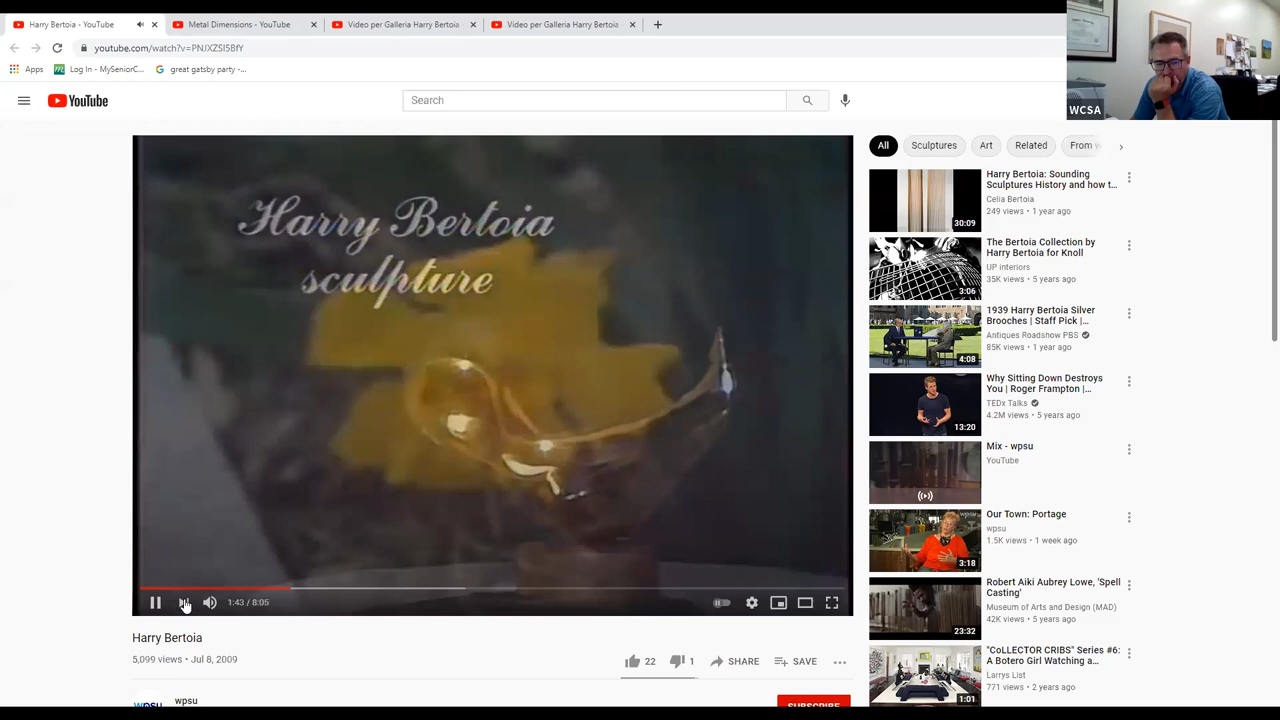 Harry Bertoia - YouTube
Metal Dimensions - YouTube
Video per Galleria Harry Bertoia
Video per Galleria Harry Bertoia
youtube.com/watch?v=PNJXZSI5BfY
Apps
Log In - MySeniorC...
great gatsby party -...
WCSA
YouTube
Search
All
Sculptures
Art
Related
From
Harry Bertoia
sculpture
1:43 / 8:05
Harry Bertoia
5,099 views • Jul 8, 2009
22
1
SHARE
SAVE
wpsu
SUBSCRIBE
Harry Bertoia: Sounding
Sculptures History and how t...
Celia Bertoia
249 views • 1 year ago
30:09
The Bertoia Collection by
Harry Bertoia for Knoll
UP interiors
35K views • 5 years ago
3:06
1939 Harry Bertoia Silver
Brooches | Staff Pick |...
Antiques Roadshow PBS
85K views • 1 year ago
4:08
Why Sitting Down Destroys
You | Roger Frampton |...
TEDx Talks
4.2M views • 5 years ago
13:20
Mix - wpsu
YouTube
Our Town: Portage
wpsu
1.5K views • 1 week ago
3:18
Robert Aiki Aubrey Lowe, 'Spell
Casting'
Museum of Arts and Design (MAD)
42K views • 5 years ago
23:32
"CoLLECTOR CRIBS" Series #6:
A Botero Girl Watching a...
Larrys List
771 views • 2 years ago
1:01